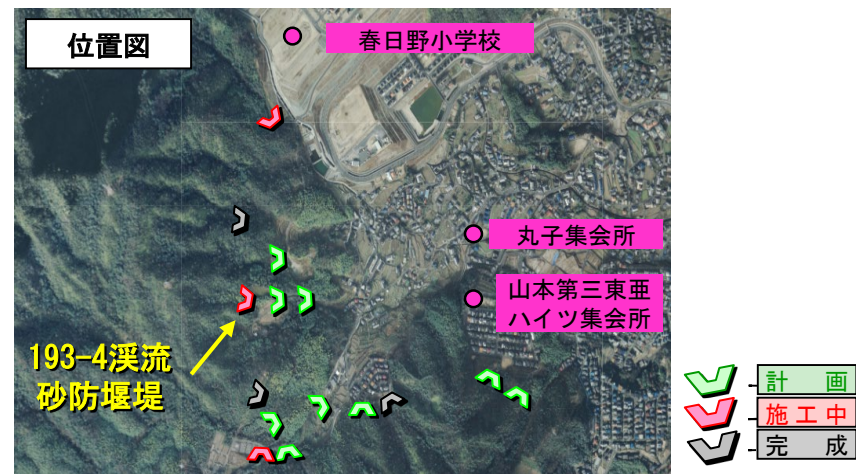 位置図
春日野小学校
丸子集会所
山本第三東亜
ハイツ集会所
193-4渓流
砂防堰堤
計　画
施工中
完　成